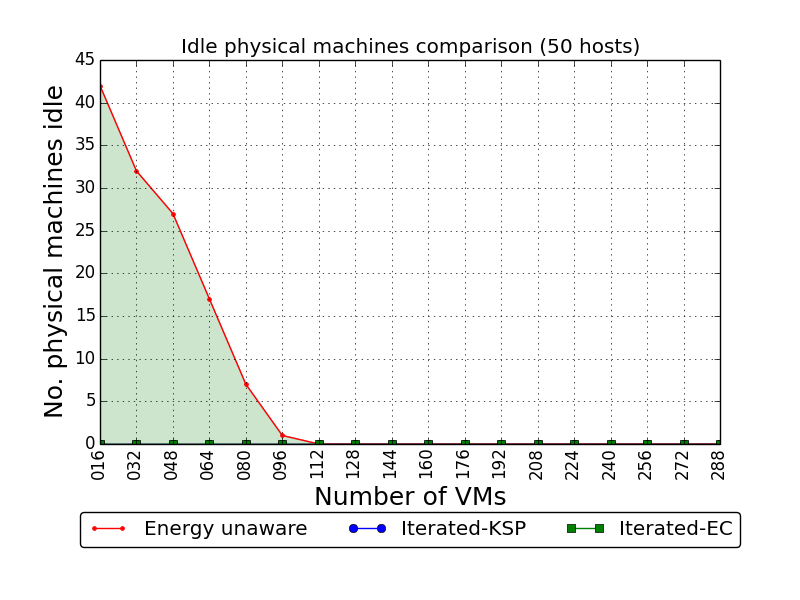 Idle physical machines comparison (50 hosts)
No. physical machines idle
45
40
35
30
25
20
15
10
5
0
016 032 048 064 080 096 112 128 144 160 176 192 208 224 240 256 272 288
Number of VMs
Energy unaware Iterated-KSP Iterated-EC